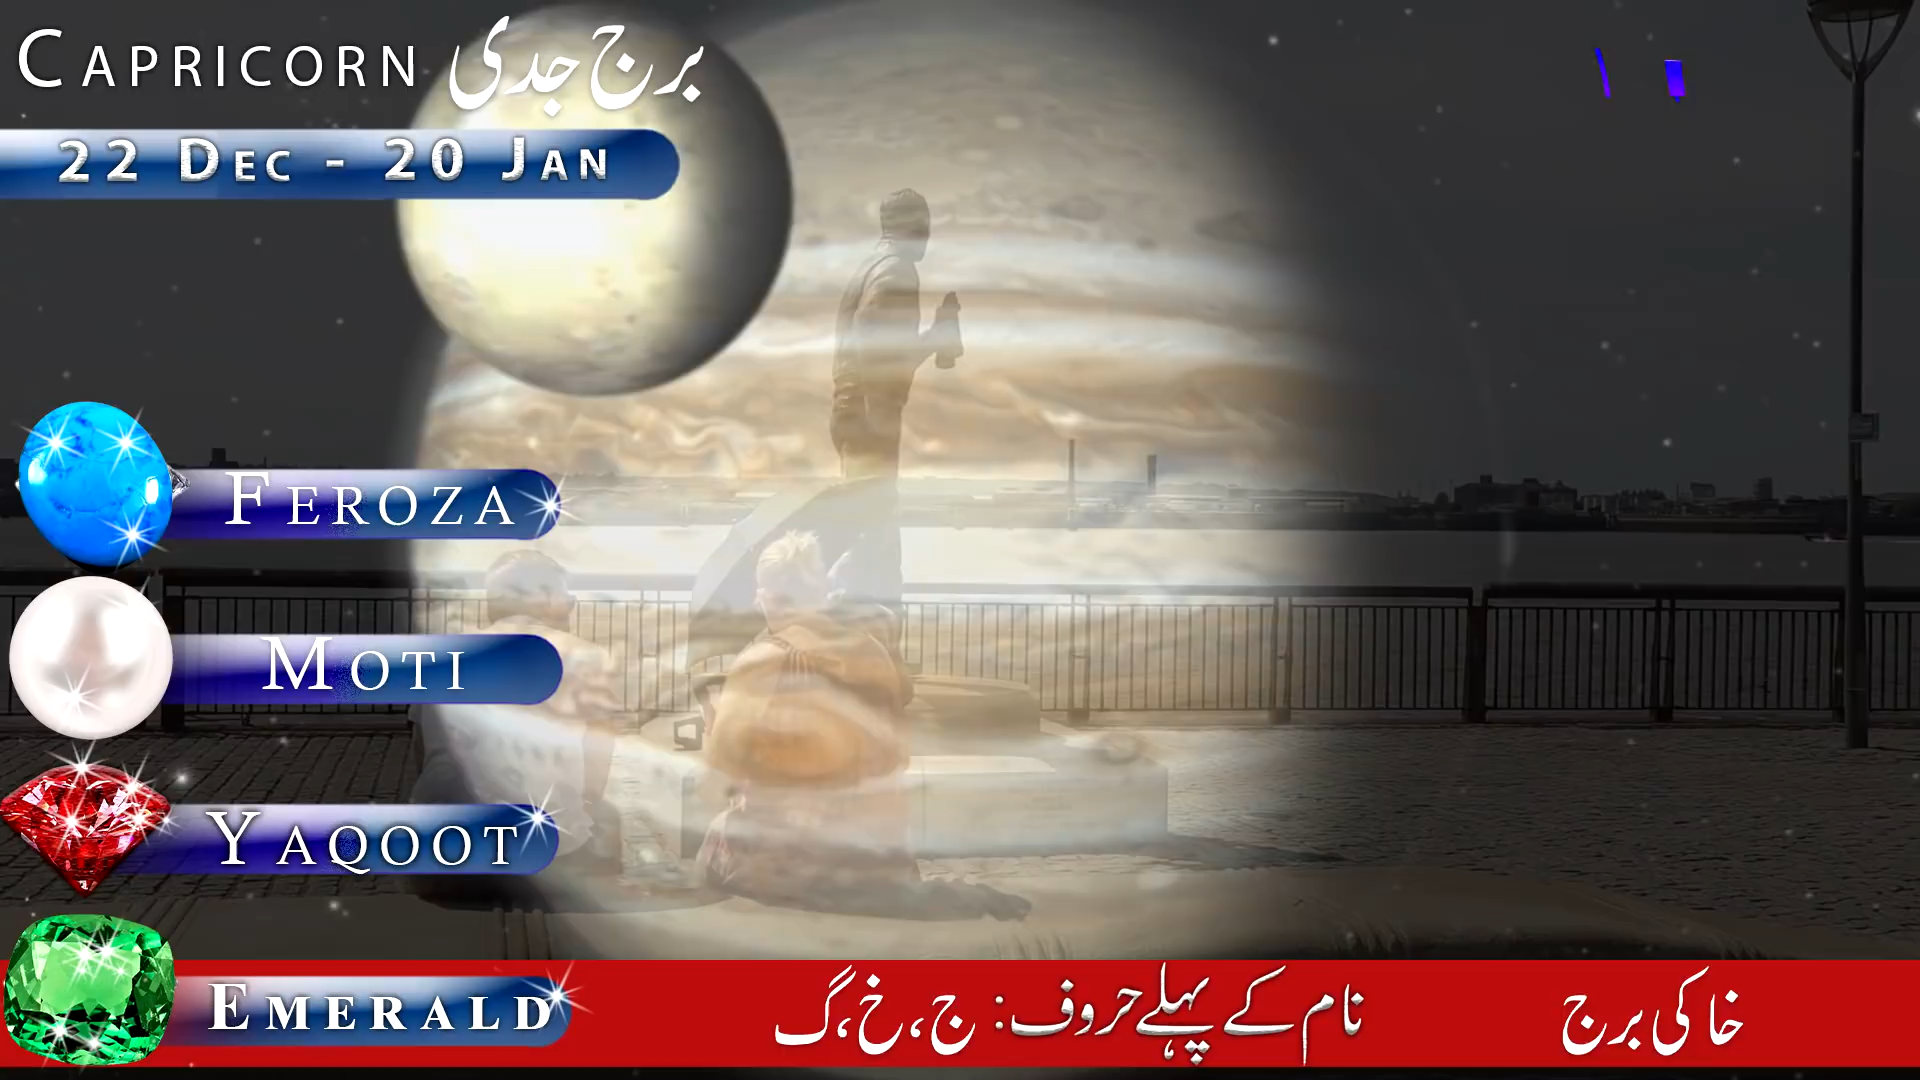 CAPRICORN برج جدی
22 DEC - 20 JAN
FEROZA
MOTI
YAQOOT
EMERALD
خاکی برج
نام کے پہلے حروف: ج، خ، گ